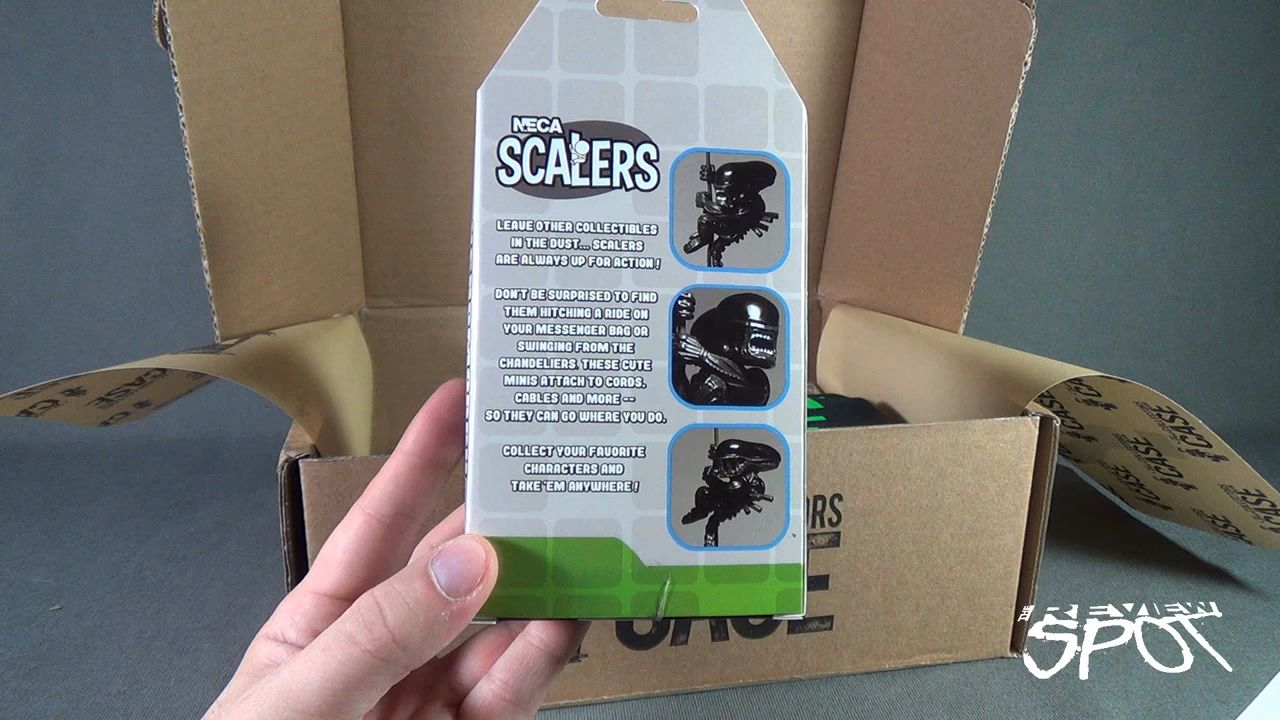 NECA
SCALERS
LEAVE OTHER COLLECTIBLES
IN THE DUST... SCALERS
ARE ALWAYS UP FOR ACTION!
DON'T BE SURPRISED TO FIND
THEM HITCHING A RIDE ON
YOUR MESSENGER BAG OR
SWINGING FROM THE
CHANDELIERS. THESE CUTE
MINIS ATTACH TO CORDS,
CABLES AND MORE --
SO THEY CAN GO WHERE YOU DO.
COLLECT YOUR FAVORITE
CHARACTERS AND
TAKE 'EM ANYWHERE!
CASE
CASE
CASE
THE REVIEW
SPOT